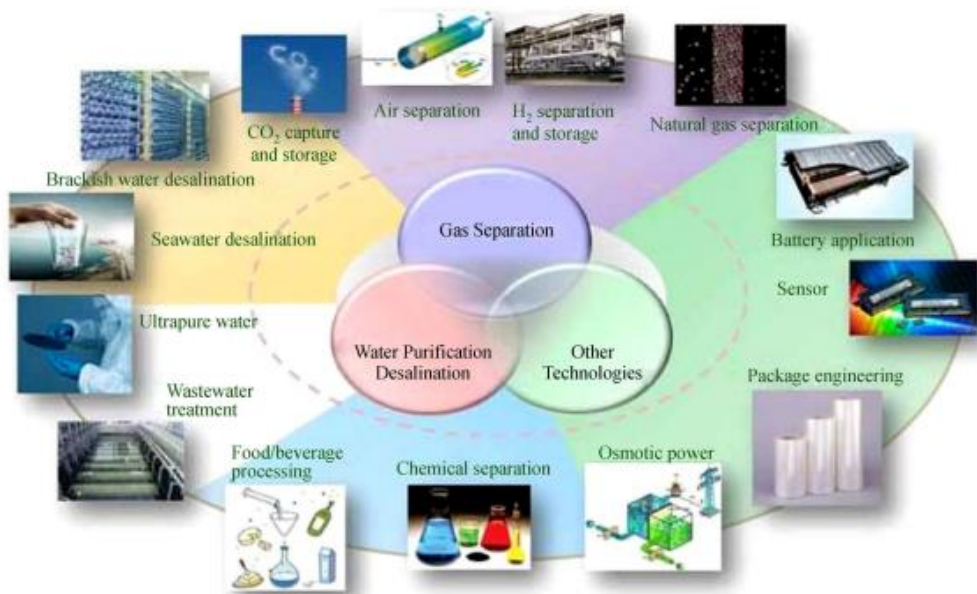 Air separation
H₂ separation
and storage
CO₂ capture
and storage
Natural gas separation
Brackish water desalination
Gas Separation
Seawater desalination
Battery application
Sensor
Ultrapure water
Water Purification
Desalination
Other
Technologies
Package engineering
Wastewater
treatment
Food/beverage
processing
Chemical separation
Osmotic power